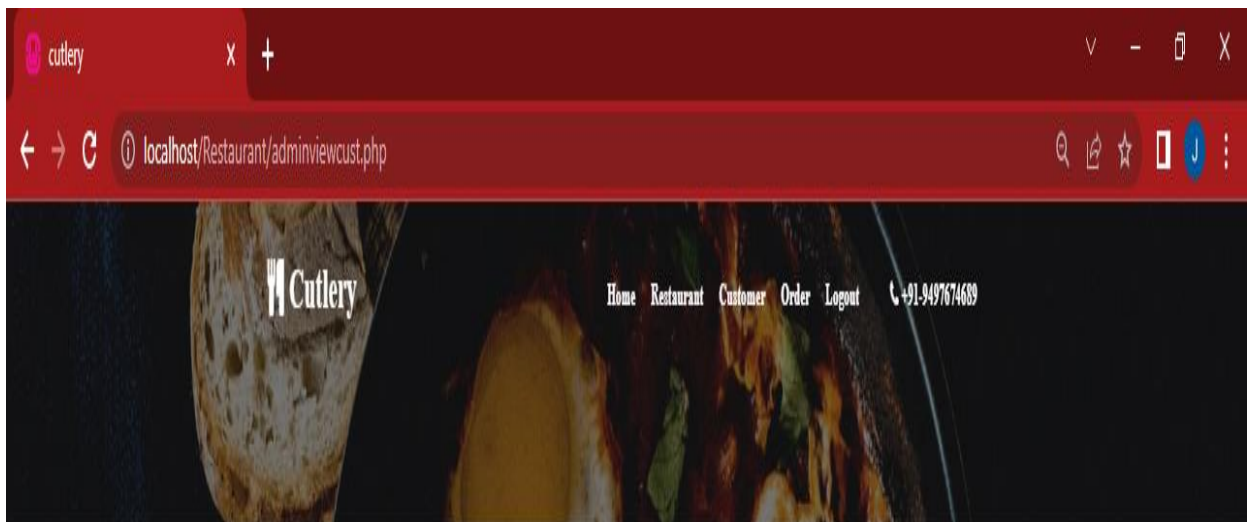 cutlery
localhost/Restaurant/adminviewcust.php
J
Cutlery
Home Restaurant Customer Order Logout +91-9497674689